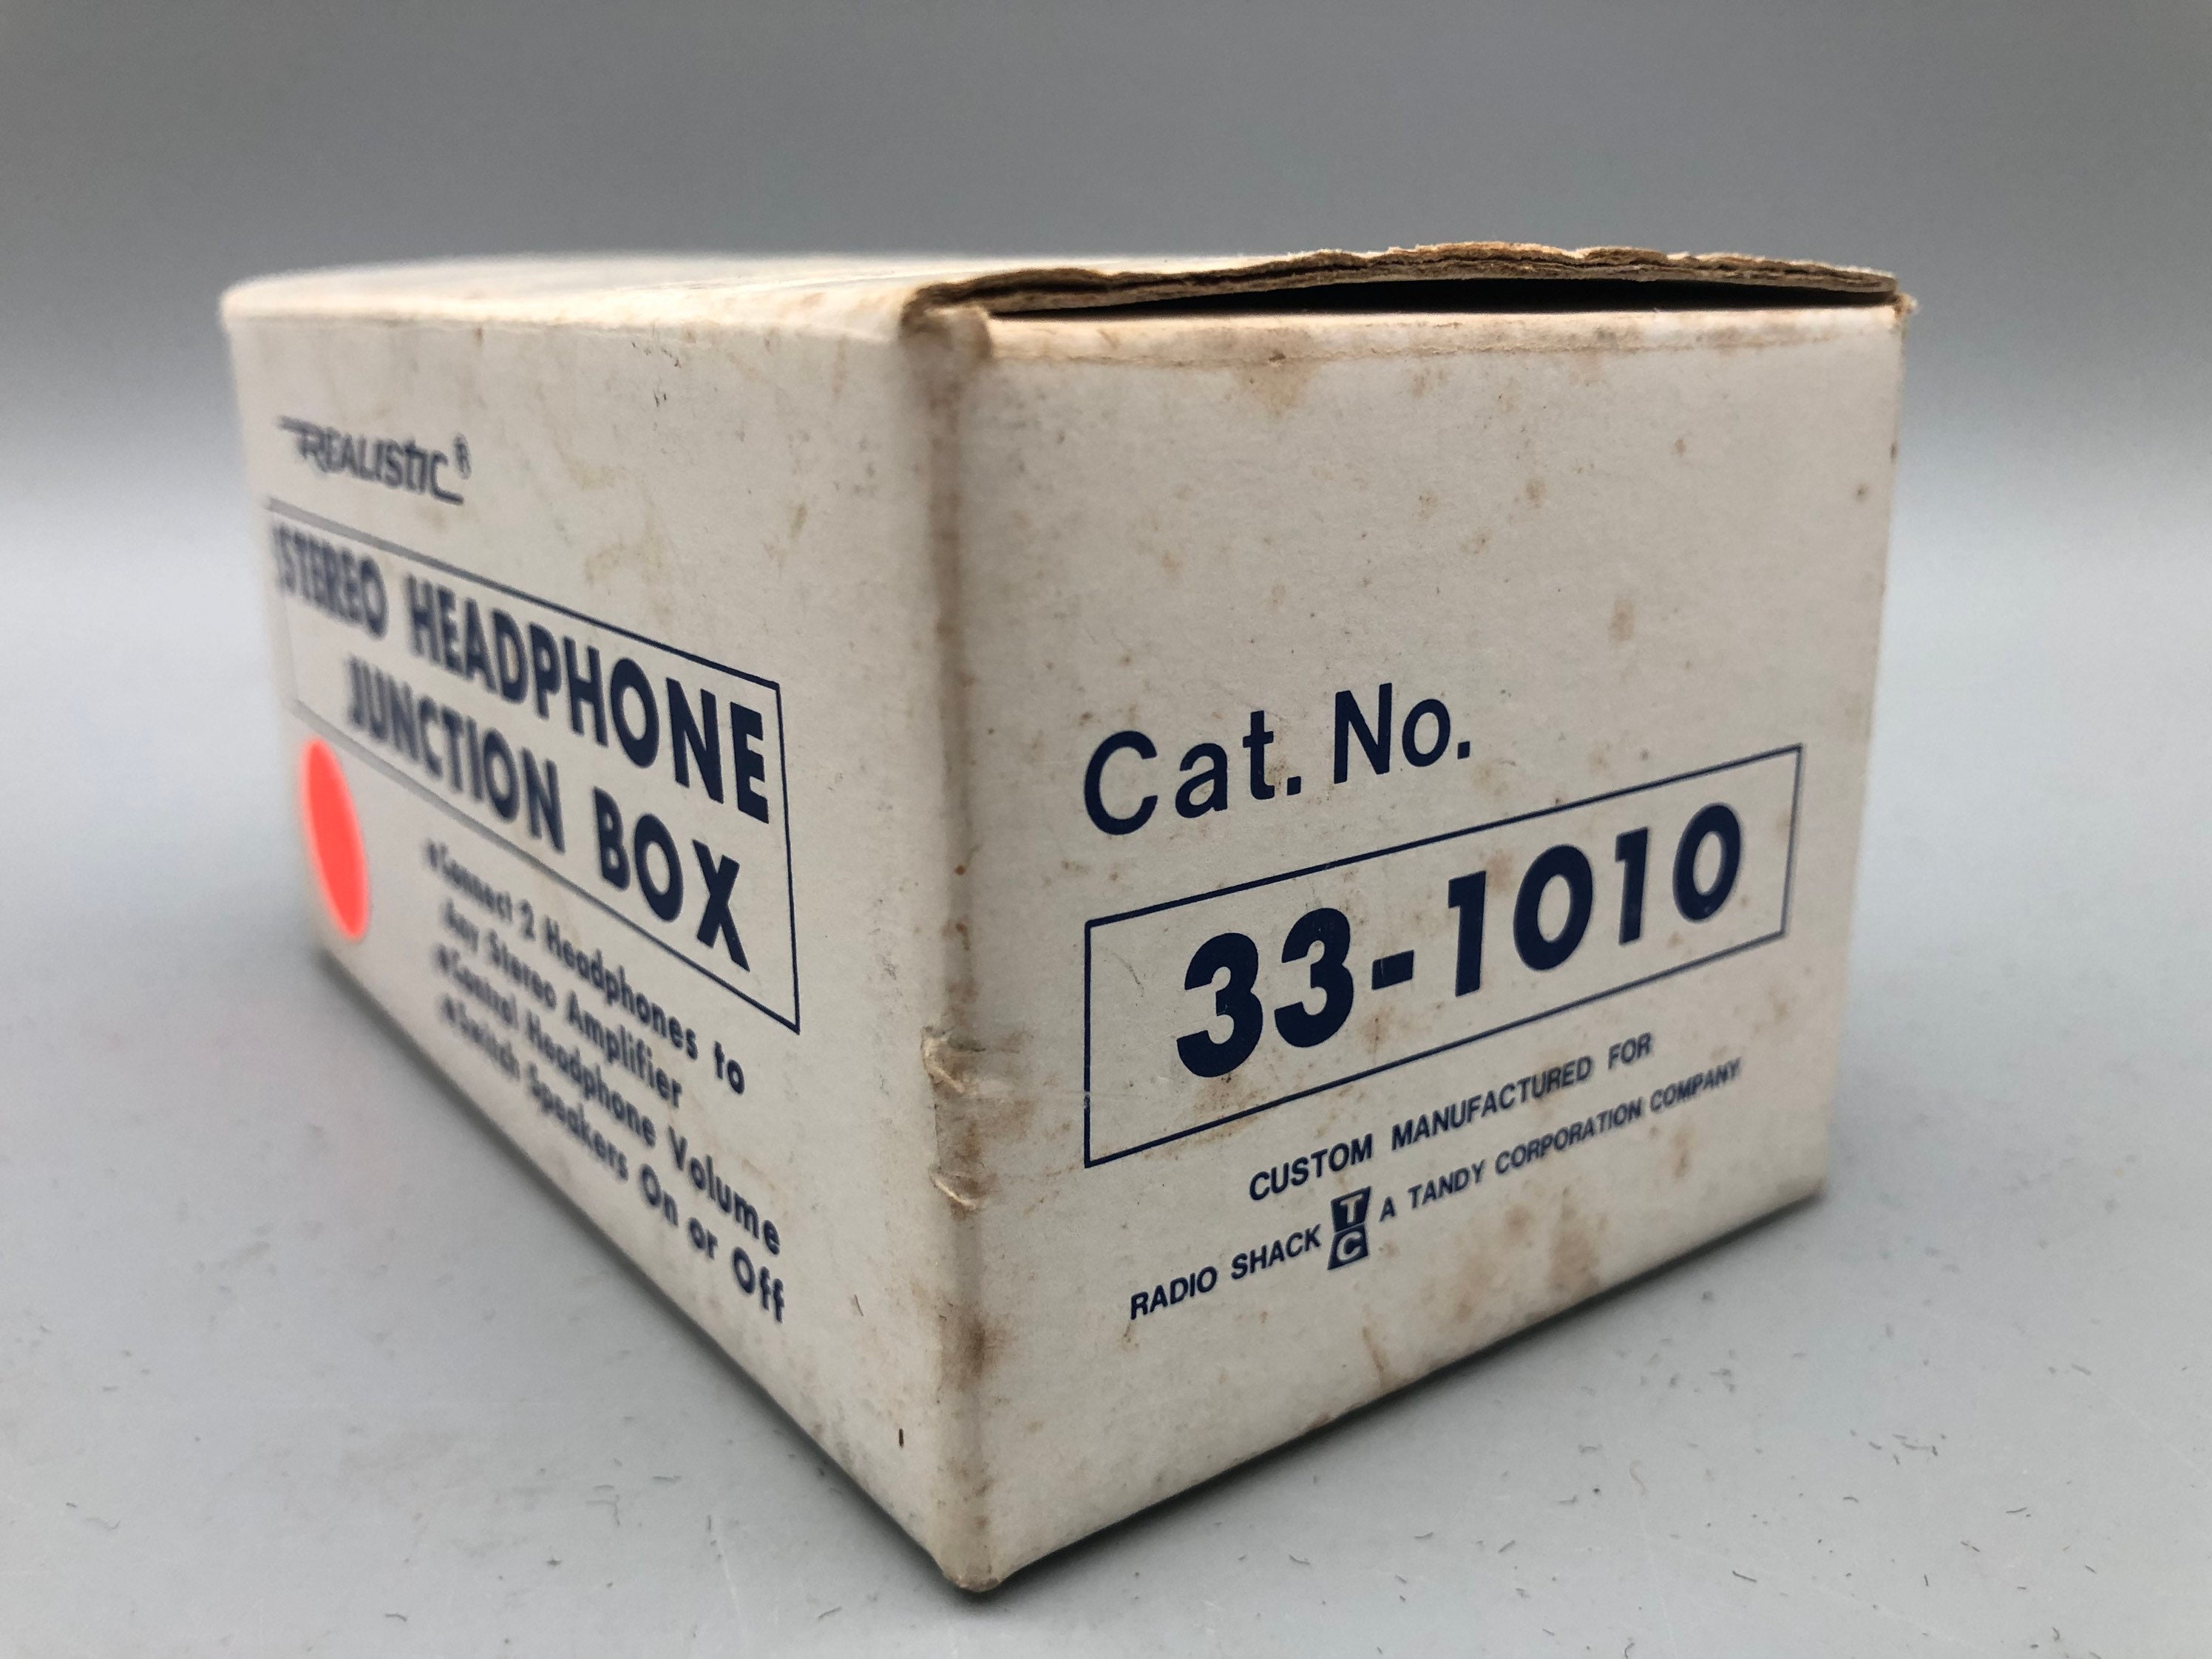 REALISTIC®
STEREO HEADPHONE
JUNCTION BOX
•Connect 2 Headphones to
Any Stereo Amplifier
•Control Headphone Volume
•Switch Speakers On or Off
Cat. No.
33-1010
CUSTOM MANUFACTURED FOR
RADIO SHACK TC A TANDY CORPORATION COMPANY